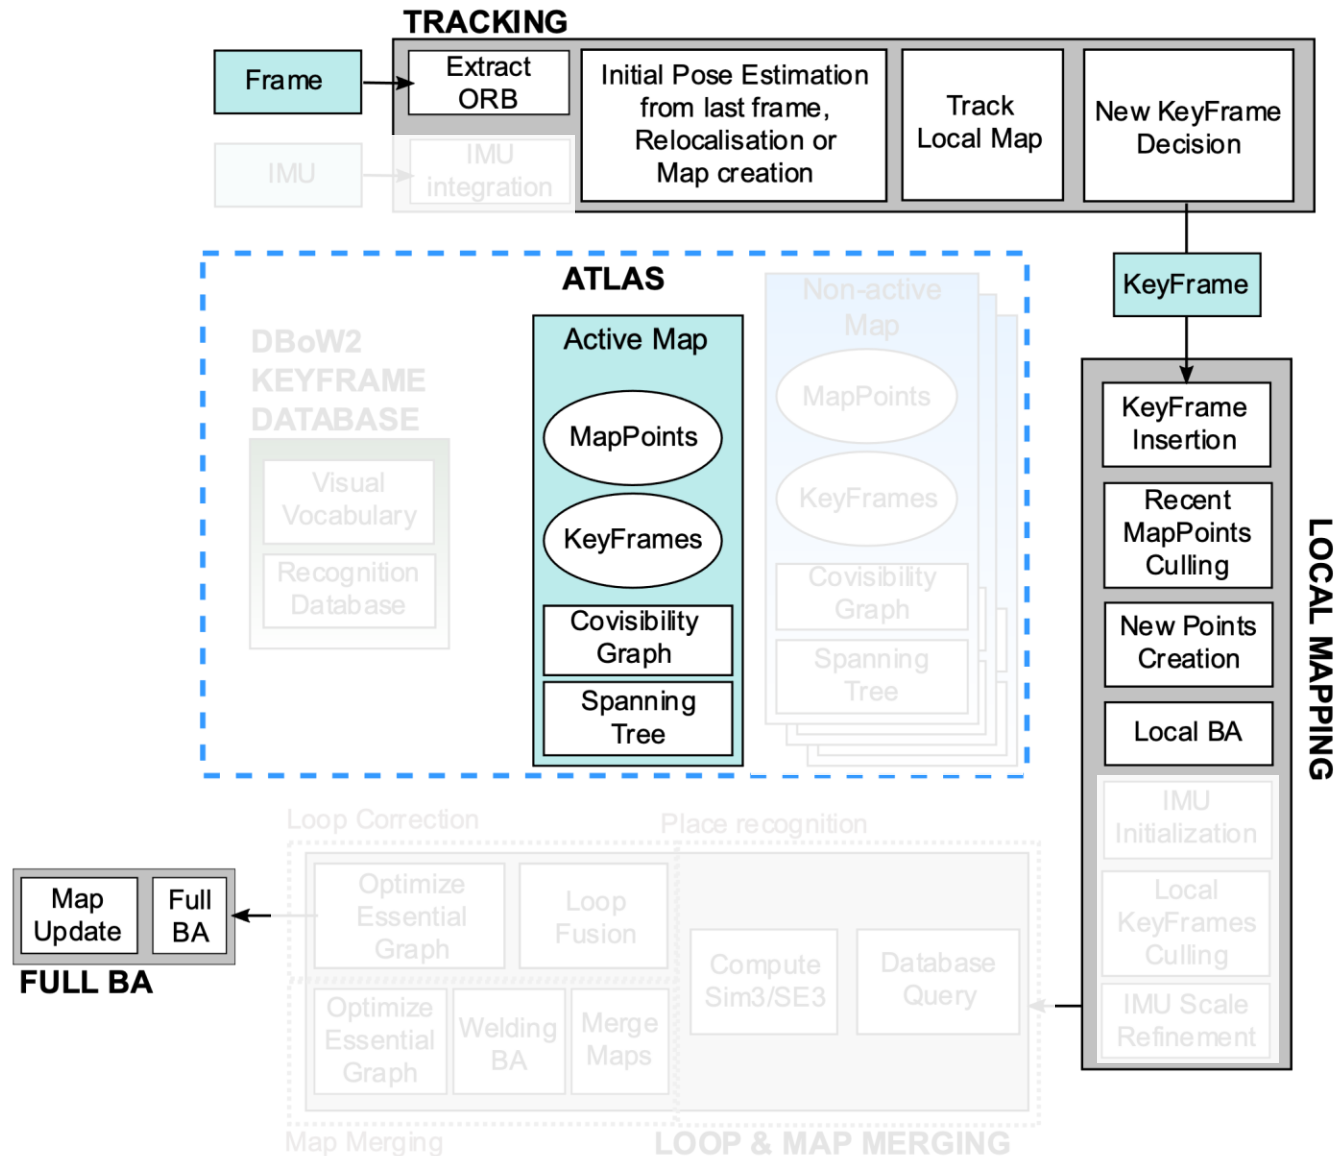 TRACKING
Frame
Extract
ORB
IMU
IMU
integration
Initial Pose Estimation
from last frame,
Relocalisation or
Map creation
Track
Local Map
New KeyFrame
Decision
KeyFrame
ATLAS
DBoW2
KEYFRAME
DATABASE
Visual
Vocabulary
Recognition
Database
Active Map
MapPoints
KeyFrames
Covisibility
Graph
Spanning
Tree
Non-active
Map
MapPoints
KeyFrames
Covisibility
Graph
Spanning
Tree
KeyFrame
Insertion
Recent
MapPoints
Culling
New Points
Creation
Local BA
IMU
Initialization
Local
KeyFrames
Culling
IMU Scale
Refinement
LOCAL MAPPING
Loop Correction
Optimize
Essential
Graph
Loop
Fusion
Place recognition
Compute
Sim3/SE3
Database
Query
Optimize
Essential
Graph
Welding
BA
Merge
Maps
Map Merging
LOOP & MAP MERGING
Map
Update
Full
BA
FULL BA